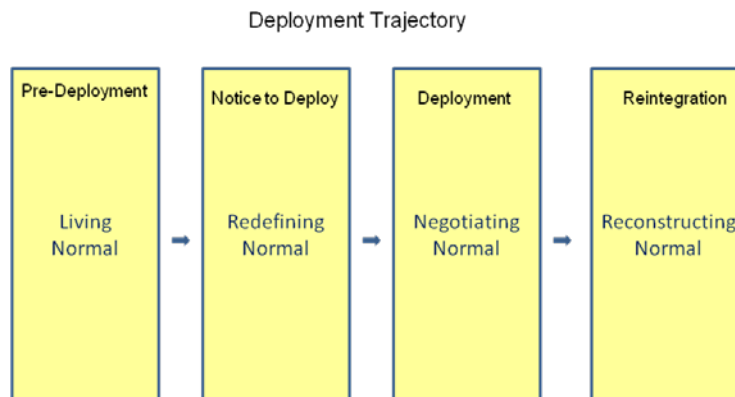 Deployment Trajectory
Pre-Deployment
Living
Normal
Notice to Deploy
Redefining
Normal
Deployment
Negotiating
Normal
Reintegration
Reconstructing
Normal